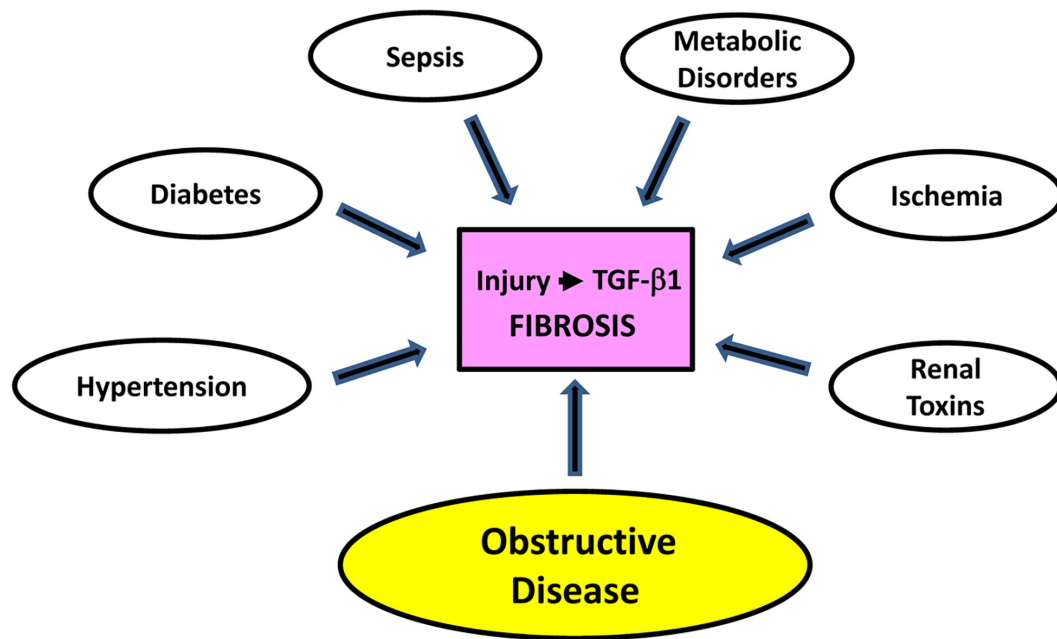 Sepsis
Metabolic
Disorders
Diabetes
Ischemia
Injury ► TGF-β1
FIBROSIS
Hypertension
Renal
Toxins
Obstructive
Disease